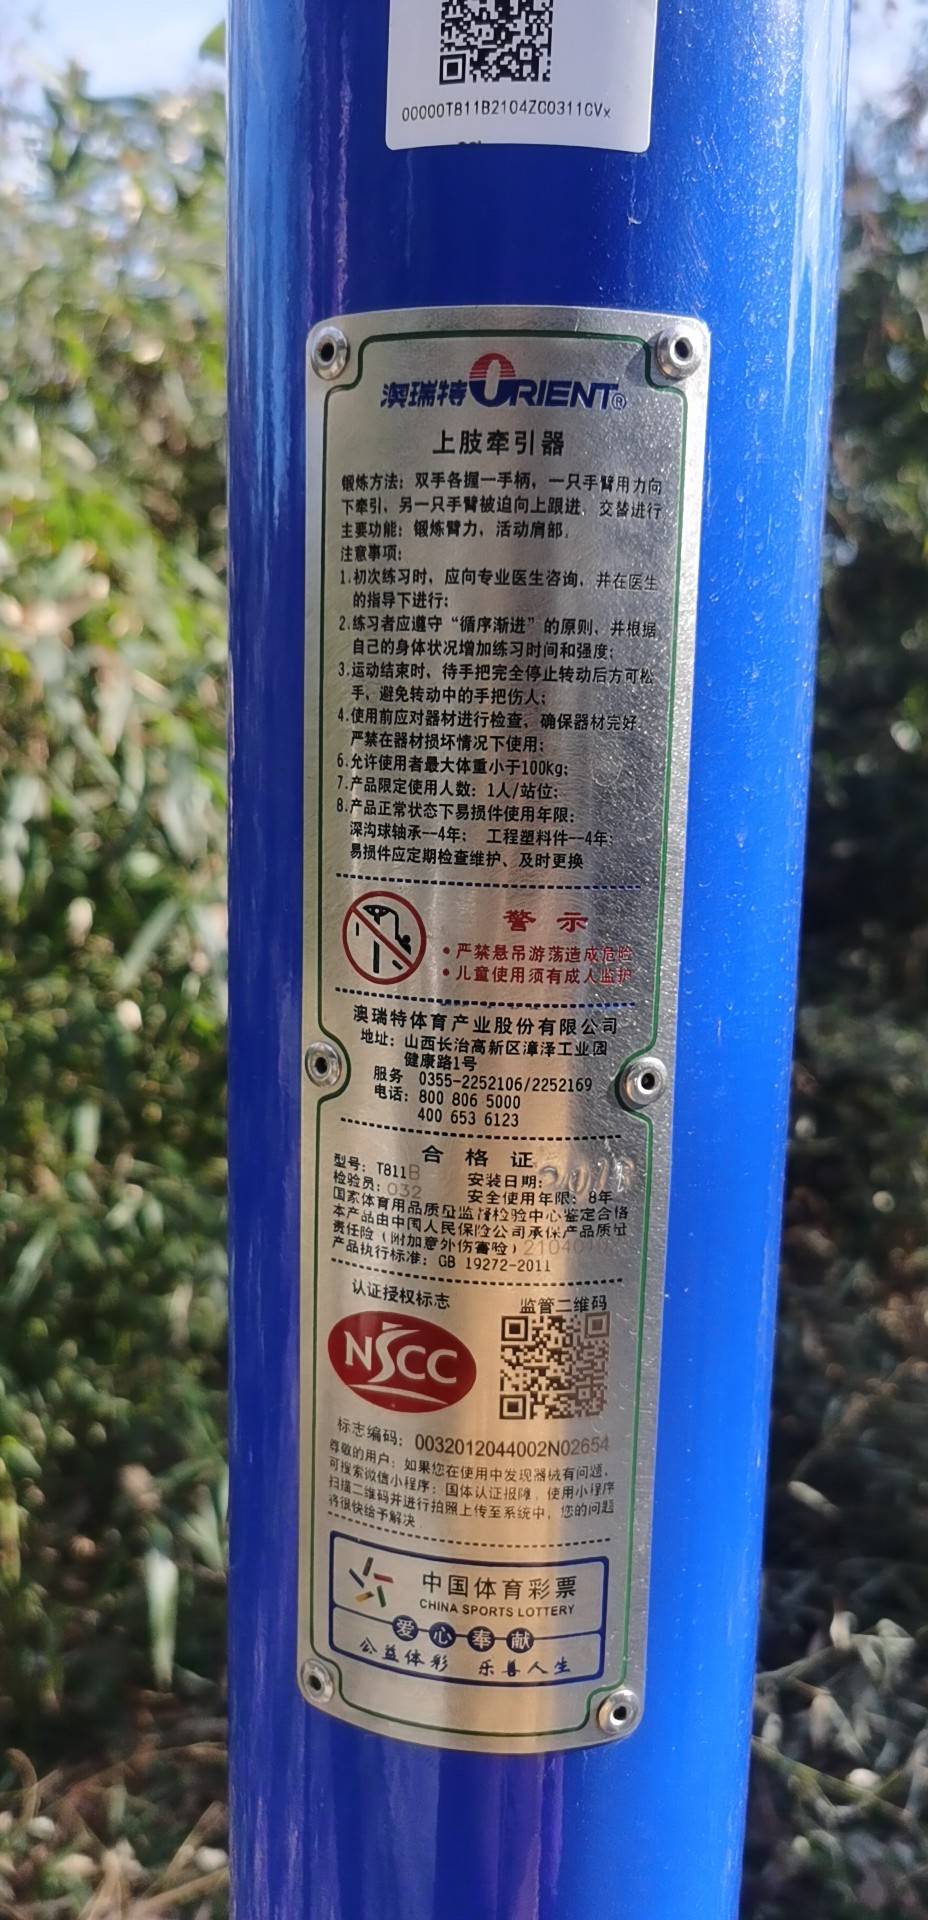 00000T811B2104ZC0311CVx
澳瑞特 ORIENT®
上肢牵引器
锻炼方法：双手各握一手柄，一只手臂用力向
下牵引，另一只手臂被迫向上跟进，交替进行
主要功能：锻炼臂力，活动肩部。
注意事项：
1.初次练习时，应向专业医生咨询，并在医生
的指导下进行；
2.练习者应遵守“循序渐进”的原则，并根据
自己的身体状况增加练习时间和强度；
3.运动结束时，待手把完全停止转动后方可松
手，避免转动中的手把伤人；
4.使用前应对器材进行检查，确保器材完好，
严禁在器材损坏情况下使用；
6.允许使用者最大体重小于100Kg；
7.产品限定使用人数：1人/站位；
8.产品正常状态下易损件使用年限：
深沟球轴承--4年； 工程塑料件--4年；
易损件应定期检查维护、及时更换
警示
•严禁悬吊游荡造成危险
•儿童使用须有成人监护
澳瑞特体育产业股份有限公司
地址：山西长治高新区漳泽工业园
健康路1号
服务 0355-2252106/2252169
电话：800 806 5000
400 653 6123
合格证
型号：T811B 安装日期：
检验员：032 安全使用年限：8年
国家体育用品质量监督检验中心鉴定合格
本产品由中国人民保险公司承保产品质量
责任险（附加意外伤害险）
产品执行标准：GB 19272-2011
认证授权标志 监管二维码
NSCC
标志编码：0032012044002N02654
尊敬的用户：如果您在使用中发现器械有问题，
可搜索微信小程序：国体认证报障，使用小程序
扫描二维码并进行拍照上传至系统中，您的问题
将很快给予解决。
中国体育彩票
CHINA SPORTS LOTTERY
爱心奉献
公益体彩 乐善人生